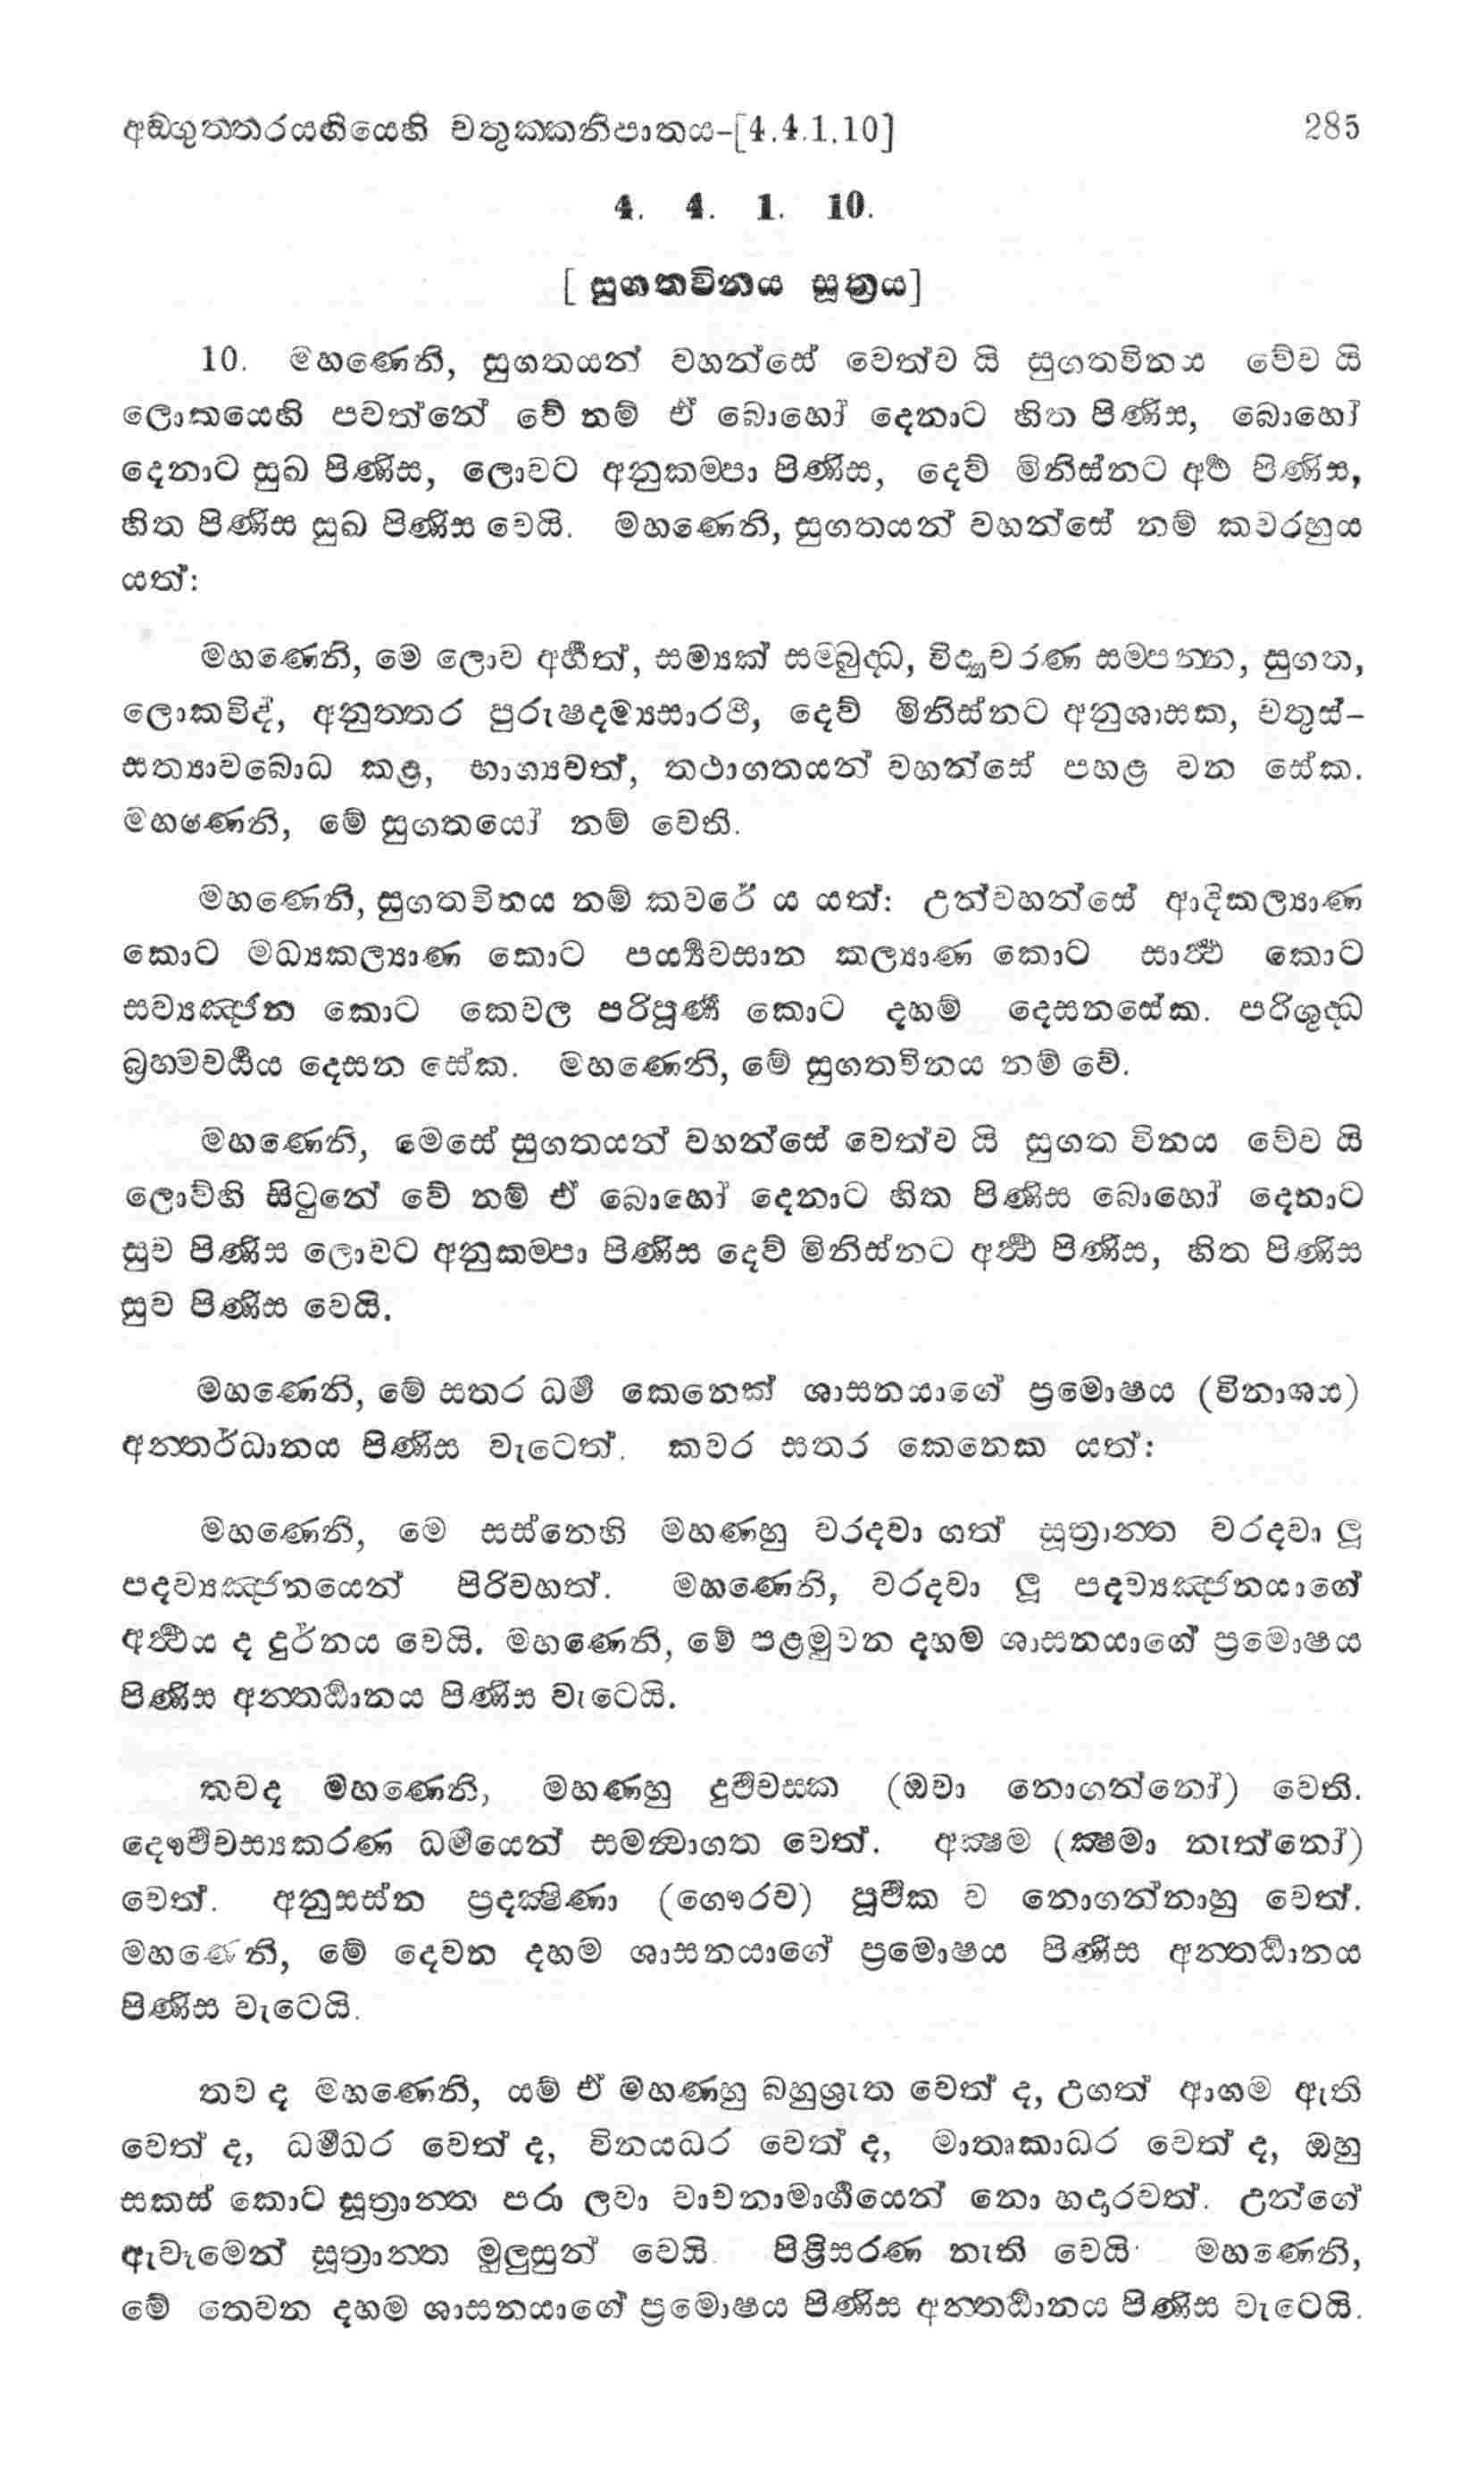 අඞ්ගුත්තරසඟියෙහි චතුක්කනිපාතය-[4.4.1.10] 285
4. 4. 1. 10.
[ සුගතවිනය සූත්‍රය]
10. මහණෙනි, සුගතයන් වහන්සේ වෙත්ව යි සුගතවිනය වේව යි
ලොකයෙහි පවත්නේ වේ නම් ඒ බොහෝ දෙනාට හිත පිණිස, බොහෝ
දෙනාට සුඛ පිණිස, ලොවට අනුකම්පා පිණිස, දෙව් මිනිස්නට අර්‍ථ පිණිස,
හිත පිණිස සුඛ පිණිස වෙයි. මහණෙනි, සුගතයන් වහන්සේ නම් කවරහුය
යත්:
මහණෙනි, මෙ ලොව අර්‍හත්, සම්‍යක් සම්බුද්ධ, විද්‍යාචරණ සම්පන්න, සුගත,
ලොකවිද්, අනුත්තර පුරුෂදම්‍යසාරථි, දෙව් මිනිස්නට අනුශාසක, චතුස්-
සත්‍යාවබොධ කළ, භාග්‍යවත්, තථාගතයන් වහන්සේ පහළ වන සේක.
මහණෙනි, මේ සුගතයෝ නම් වෙති.
මහණෙනි, සුගතවිනය නම් කවරේ ය යත්: උන්වහන්සේ ආදිකල්‍යාණ
කොට මධ්‍යකල්‍යාණ කොට පර්‍ය්‍යවසාන කල්‍යාණ කොට සාර්‍ත්‍ථ කොට
සව්‍යඤ්ජන කොට කෙවල පරිපූර්‍ණ කොට දහම් දෙසනසේක. පරිශුද්ධ
බ්‍රහ්මචර්‍ය්‍යය දෙසන සේක. මහණෙනි, මේ සුගතවිනය නම් වේ.
මහණෙනි, මෙසේ සුගතයන් වහන්සේ වෙත්ව යි සුගත විනය වේව යි
ලොව්හි සිටුනේ වේ නම් ඒ බොහෝ දෙනාට හිත පිණිස බොහෝ දෙනාට
සුව පිණිස ලොවට අනුකම්පා පිණිස දෙව් මිනිස්නට අර්‍ත්‍ථ පිණිස, හිත පිණිස
සුව පිණිස වෙයි.
මහණෙනි, මේ සතර ධර්‍ම කෙනෙක් ශාසනයාගේ ප්‍රමොෂය (විනාශය)
අන්තර්ධානය පිණිස වැටෙත්. කවර සතර කෙනෙක යත්:
මහණෙනි, මෙ සස්නෙහි මහණහු වරදවා ගත් සූත්‍රාන්ත වරදවා ලූ
පදව්‍යඤ්ජනයෙන් පිරිවහත්. මහණෙනි, වරදවා ලූ පදව්‍යඤ්ජනයාගේ
අර්‍ත්‍ථය ද දුර්නය වෙයි. මහණෙනි, මේ පළමුවන දහම ශාසනයාගේ ප්‍රමොෂය
පිණිස අන්තර්‍ධානය පිණිස වැටෙයි.
තවද මහණෙනි, මහණහු දුර්‍වචසක (ඔවා නොගන්නෝ) වෙති.
දෞර්‍වචස්‍යකරණ ධර්‍මයෙන් සමන්වාගත වෙත්. අක්‍ෂම (ක්‍ෂමා නැත්නෝ)
වෙත්. අනුසස්න ප්‍රදක්‍ෂිණා (ගෞරව) පූර්‍වක ව නොගන්නාහු වෙත්.
මහණෙනි, මේ දෙවන දහම ශාසනයාගේ ප්‍රමොෂය පිණිස අන්තර්‍ධානය
පිණිස වැටෙයි.
තව ද මහණෙනි, යම් ඒ මහණහු බහුශ්‍රුත වෙත් ද, උගත් ආගම ඇති
වෙත් ද, ධර්‍මධර වෙත් ද, විනයධර වෙත් ද, මාතෘකාධර වෙත් ද, ඔහු
සකස් කොට සූත්‍රාන්ත පරා ලවා වාචනාමාර්‍ගයෙන් නො හදාරවත්. උන්ගේ
ඇවෑමෙන් සූත්‍රාන්ත මුලුසුන් වෙයි. පිළිසරණ නැති වෙයි. මහණෙනි,
මේ තෙවන දහම ශාසනයාගේ ප්‍රමොෂය පිණිස අන්තර්‍ධානය පිණිස වැටෙයි.